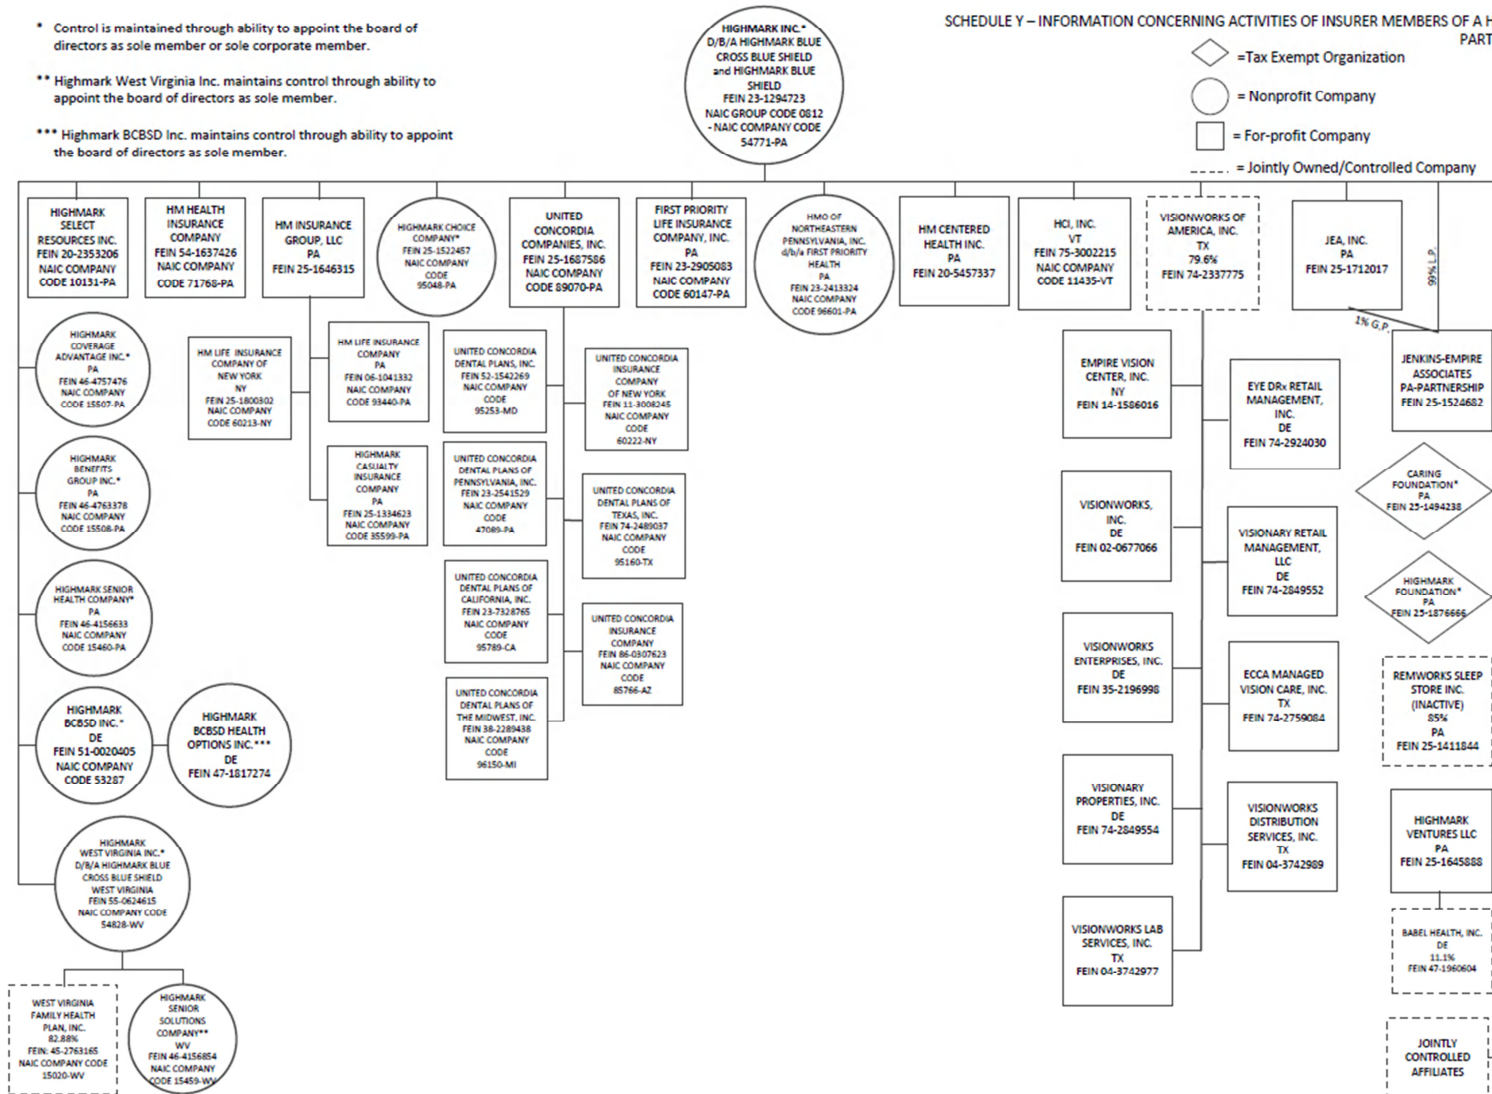 * Control is maintained through ability to appoint the board of
directors as sole member or sole corporate member.
** Highmark West Virginia Inc. maintains control through ability to
appoint the board of directors as sole member.
*** Highmark BCBSD Inc. maintains control through ability to appoint
the board of directors as sole member.
HIGHMARK INC.*
D/B/A HIGHMARK BLUE
CROSS BLUE SHIELD
and HIGHMARK BLUE
SHIELD
FEIN 23-1294723
NAIC GROUP CODE 0812
- NAIC COMPANY CODE
54771-PA
SCHEDULE Y – INFORMATION CONCERNING ACTIVITIES OF INSURER MEMBERS OF A H
PART
=Tax Exempt Organization
= Nonprofit Company
= For-profit Company
= Jointly Owned/Controlled Company
HIGHMARK
SELECT
RESOURCES INC.
FEIN 20-2353206
NAIC COMPANY
CODE 10131-PA
HM HEALTH
INSURANCE
COMPANY
FEIN 54-1637426
NAIC COMPANY
CODE 71768-PA
HM INSURANCE
GROUP, LLC
PA
FEIN 25-1646315
HIGHMARK CHOICE
COMPANY*
FEIN 25-1522457
NAIC COMPANY
CODE
95048-PA
UNITED
CONCORDIA
COMPANIES, INC.
FEIN 25-1687586
NAIC COMPANY
CODE 89070-PA
FIRST PRIORITY
LIFE INSURANCE
COMPANY, INC.
PA
FEIN 23-2905083
NAIC COMPANY
CODE 60147-PA
HMO OF
NORTHEASTERN
PENNSYLVANIA, INC.
d/b/a FIRST PRIORITY
HEALTH
PA
FEIN 23-2413324
NAIC COMPANY
CODE 96601-PA
HM CENTERED
HEALTH INC.
PA
FEIN 20-5457337
HCI, INC.
VT
FEIN 75-3002215
NAIC COMPANY
CODE 11435-VT
VISIONWORKS OF
AMERICA, INC.
TX
79.6%
FEIN 74-2337775
JEA, INC.
PA
FEIN 25-1712017
99% L.P.
1% G.P.
HIGHMARK
COVERAGE
ADVANTAGE INC.*
PA
FEIN 46-4757476
NAIC COMPANY
CODE 15507-PA
HM LIFE INSURANCE
COMPANY OF
NEW YORK
NY
FEIN 25-1800302
NAIC COMPANY
CODE 60213-NY
HM LIFE INSURANCE
COMPANY
PA
FEIN 06-1041332
NAIC COMPANY
CODE 93440-PA
UNITED CONCORDIA
DENTAL PLANS, INC.
FEIN 52-1542269
NAIC COMPANY
CODE
95253-MD
UNITED CONCORDIA
INSURANCE
COMPANY
OF NEW YORK
FEIN 11-3008245
NAIC COMPANY
CODE
60222-NY
EMPIRE VISION
CENTER, INC.
NY
FEIN 14-1586016
EYE DRx RETAIL
MANAGEMENT,
INC.
DE
FEIN 74-2924030
JENKINS-EMPIRE
ASSOCIATES
PA-PARTNERSHIP
FEIN 25-1524682
HIGHMARK
BENEFITS
GROUP INC.*
PA
FEIN 46-4763378
NAIC COMPANY
CODE 15508-PA
HIGHMARK
CASUALTY
INSURANCE
COMPANY
PA
FEIN 25-1334623
NAIC COMPANY
CODE 35599-PA
UNITED CONCORDIA
DENTAL PLANS OF
PENNSYLVANIA, INC.
FEIN 23-2541529
NAIC COMPANY
CODE
47089-PA
UNITED CONCORDIA
DENTAL PLANS OF
TEXAS, INC.
FEIN 74-2489037
NAIC COMPANY
CODE
95160-TX
VISIONWORKS,
INC.
DE
FEIN 02-0677066
VISIONARY RETAIL
MANAGEMENT,
LLC
DE
FEIN 74-2849552
CARING
FOUNDATION*
PA
FEIN 25-1494238
HIGHMARK SENIOR
HEALTH COMPANY*
PA
FEIN 46-4156633
NAIC COMPANY
CODE 15460-PA
UNITED CONCORDIA
DENTAL PLANS OF
CALIFORNIA, INC.
FEIN 23-7328765
NAIC COMPANY
CODE
95789-CA
UNITED CONCORDIA
INSURANCE
COMPANY
FEIN 86-0307623
NAIC COMPANY
CODE
85766-AZ
HIGHMARK
FOUNDATION*
PA
FEIN 25-1876666
VISIONWORKS
ENTERPRISES, INC.
DE
FEIN 35-2196998
ECCA MANAGED
VISION CARE, INC.
TX
FEIN 74-2759084
REMWORKS SLEEP
STORE INC.
(INACTIVE)
85%
PA
FEIN 25-1411844
HIGHMARK
BCBSD INC.*
DE
FEIN 51-0020405
NAIC COMPANY
CODE 53287
HIGHMARK
BCBSD HEALTH
OPTIONS INC.***
DE
FEIN 47-1817274
UNITED CONCORDIA
DENTAL PLANS OF
THE MIDWEST, INC.
FEIN 38-2289438
NAIC COMPANY
CODE
96150-MI
VISIONARY
PROPERTIES, INC.
DE
FEIN 74-2849554
VISIONWORKS
DISTRIBUTION
SERVICES, INC.
TX
FEIN 04-3742989
HIGHMARK
VENTURES LLC
PA
FEIN 25-1645888
HIGHMARK
WEST VIRGINIA INC.*
D/B/A HIGHMARK BLUE
CROSS BLUE SHIELD
WEST VIRGINIA
FEIN 55-0624615
NAIC COMPANY CODE
54828-WV
VISIONWORKS LAB
SERVICES, INC.
TX
FEIN 04-3742977
BABEL HEALTH, INC.
DE
11.1%
FEIN 47-1960604
WEST VIRGINIA
FAMILY HEALTH
PLAN, INC.
82.88%
FEIN: 45-2763165
NAIC COMPANY CODE
15020-WV
HIGHMARK
SENIOR
SOLUTIONS
COMPANY**
WV
FEIN 46-4156854
NAIC COMPANY
CODE 15459-WV
JOINTLY
CONTROLLED
AFFILIATES